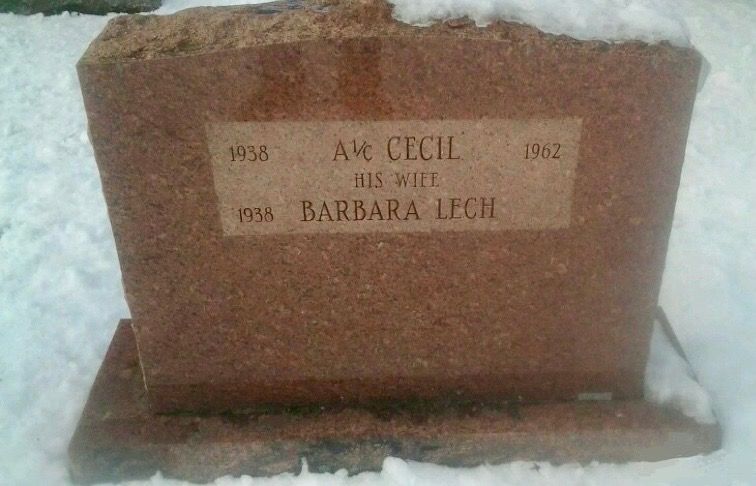 1938 A1/C CECIL 1962
HIS WIFE
1938 BARBARA LECH